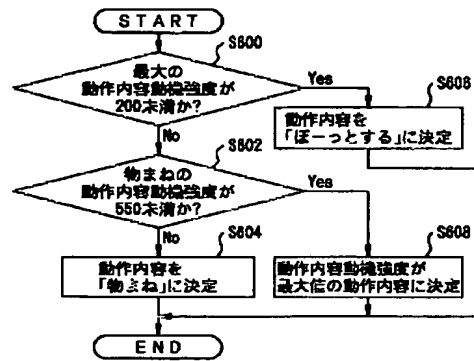 START
S600
最大の
動作内容動機強度が
200未満か?
Yes
S606
動作内容を
「ぼーっとする」に決定
No
S602
物まねの
動作内容動機強度が
550未満か?
Yes
No
S604
動作内容を
「物まね」に決定
S608
動作内容動機強度が
最大値の動作内容に決定
END